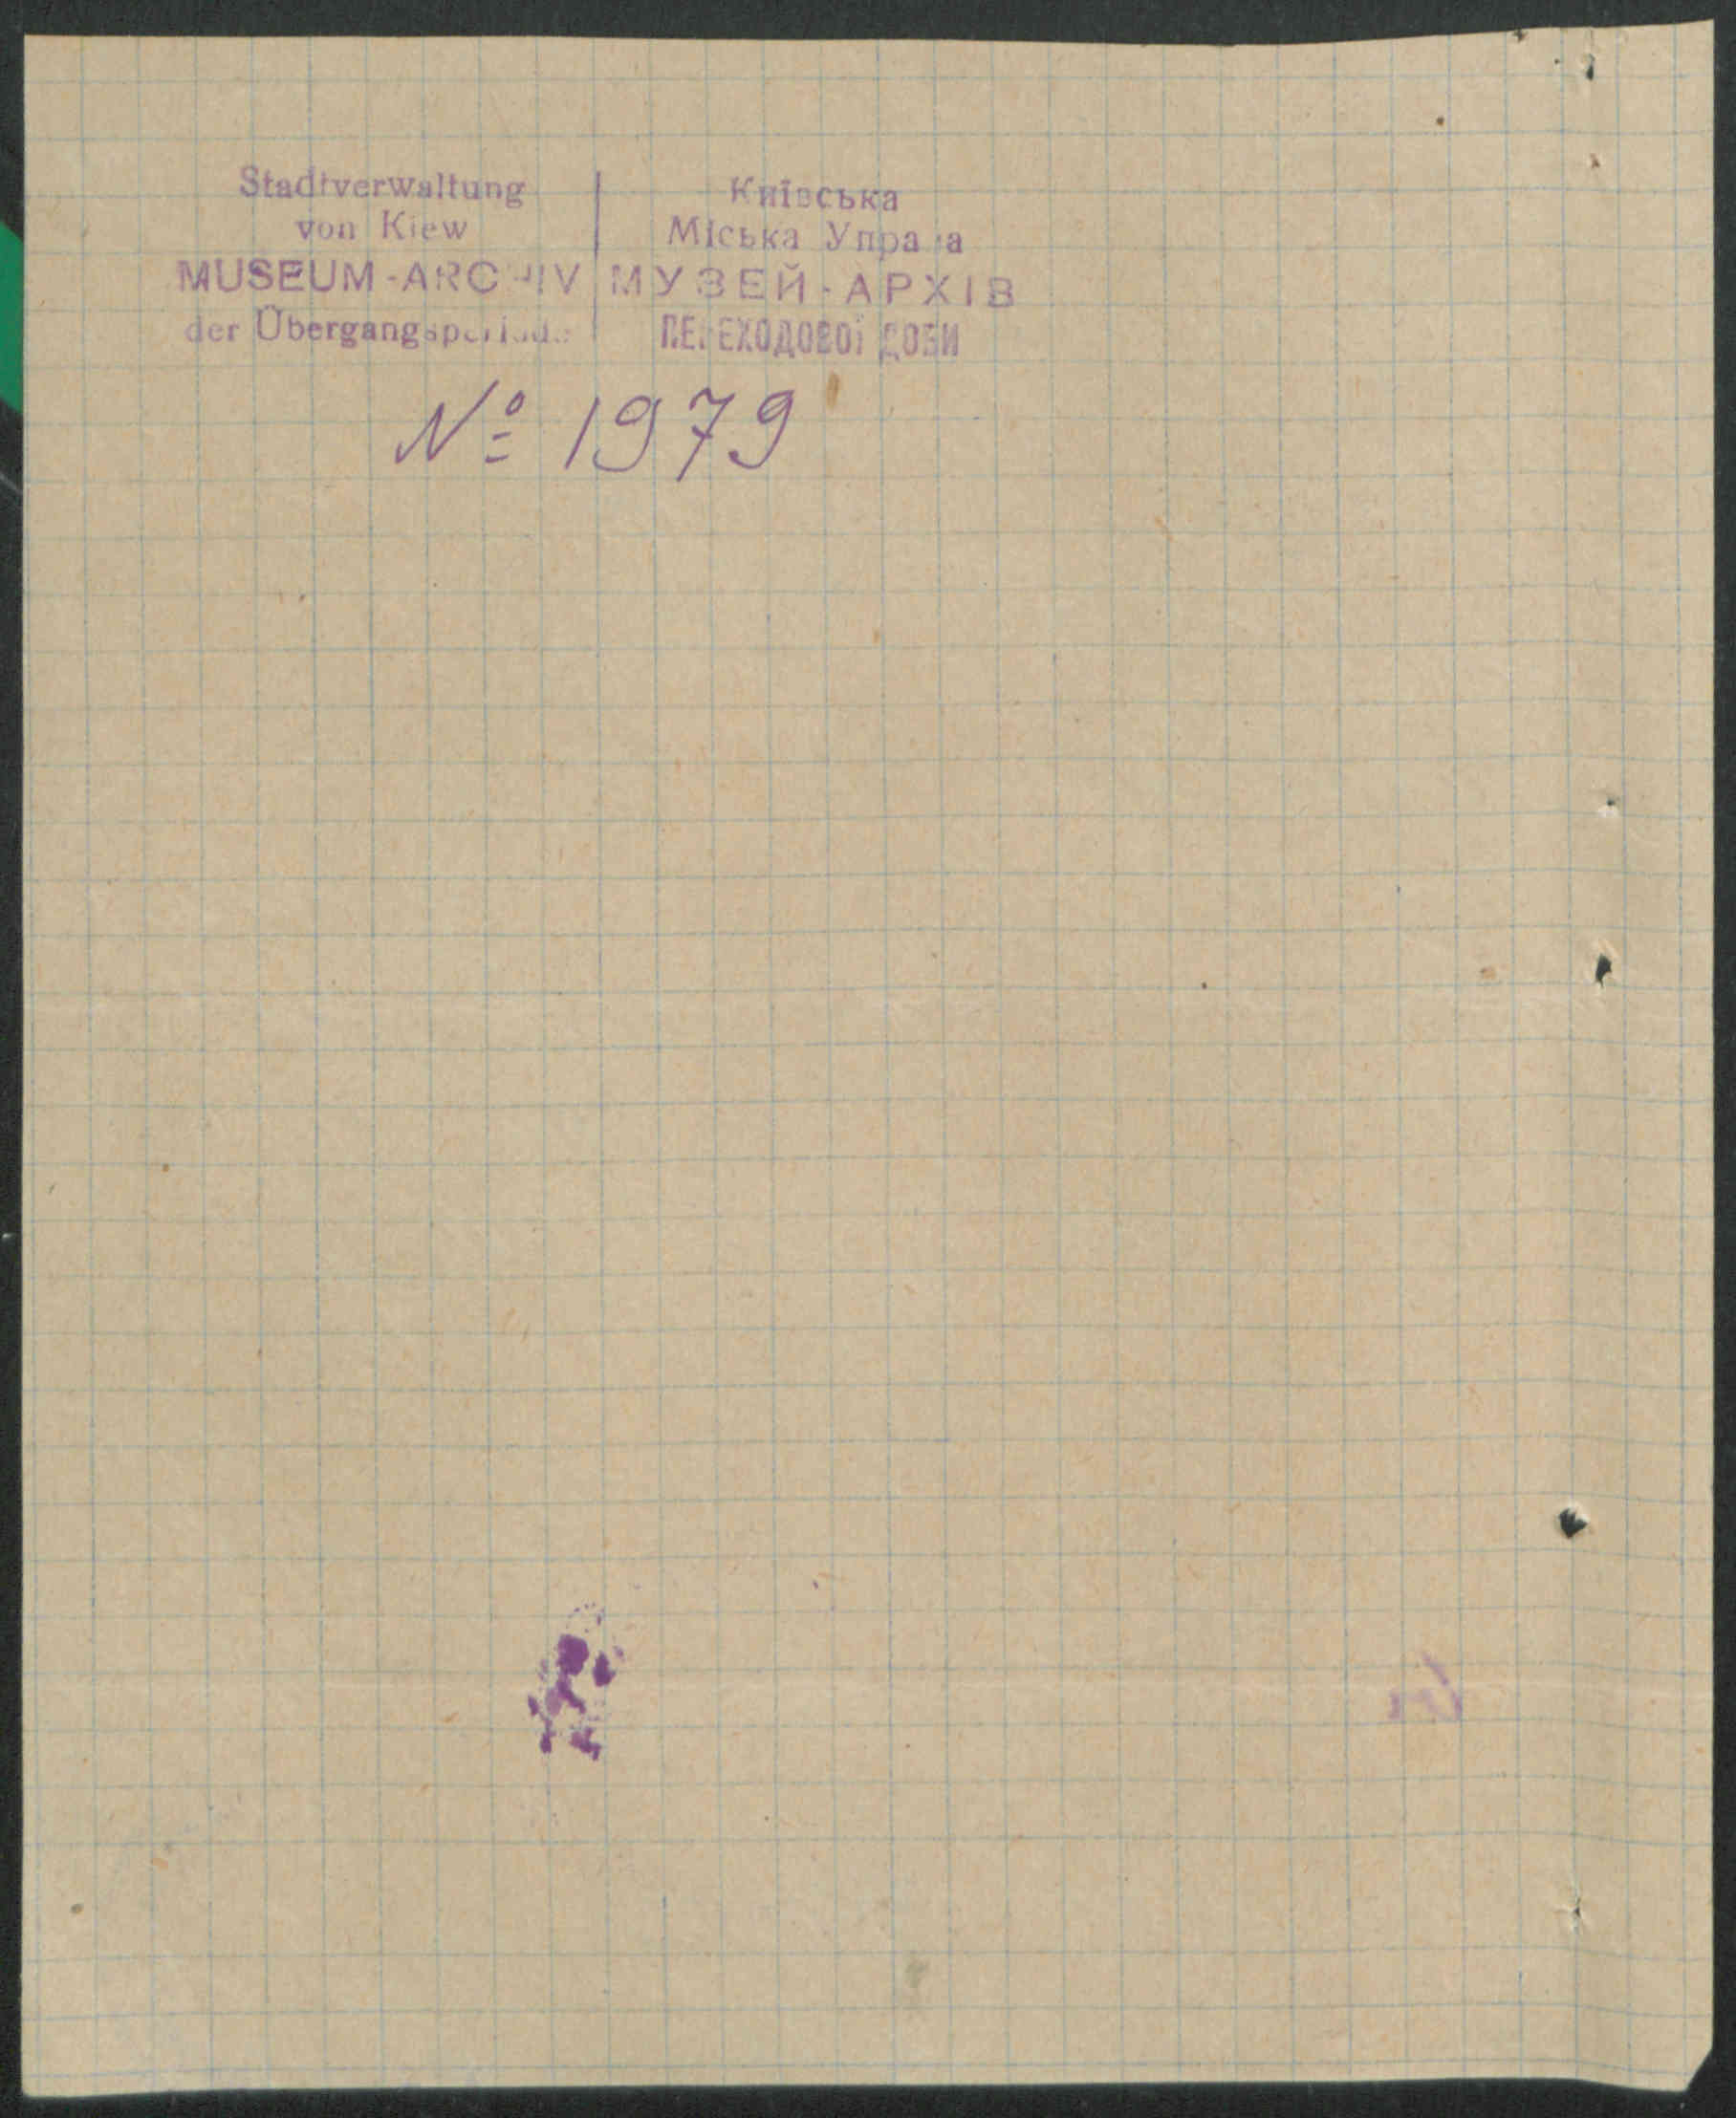 Stadtverwaltung
von Kiew
MUSEUM-ARCHIV
der Übergangsperiode
Київська
Міська Управа
МУЗЕЙ-АРХІВ
ПЕРЕХОДОВОЇ ДОБИ
№ 1979